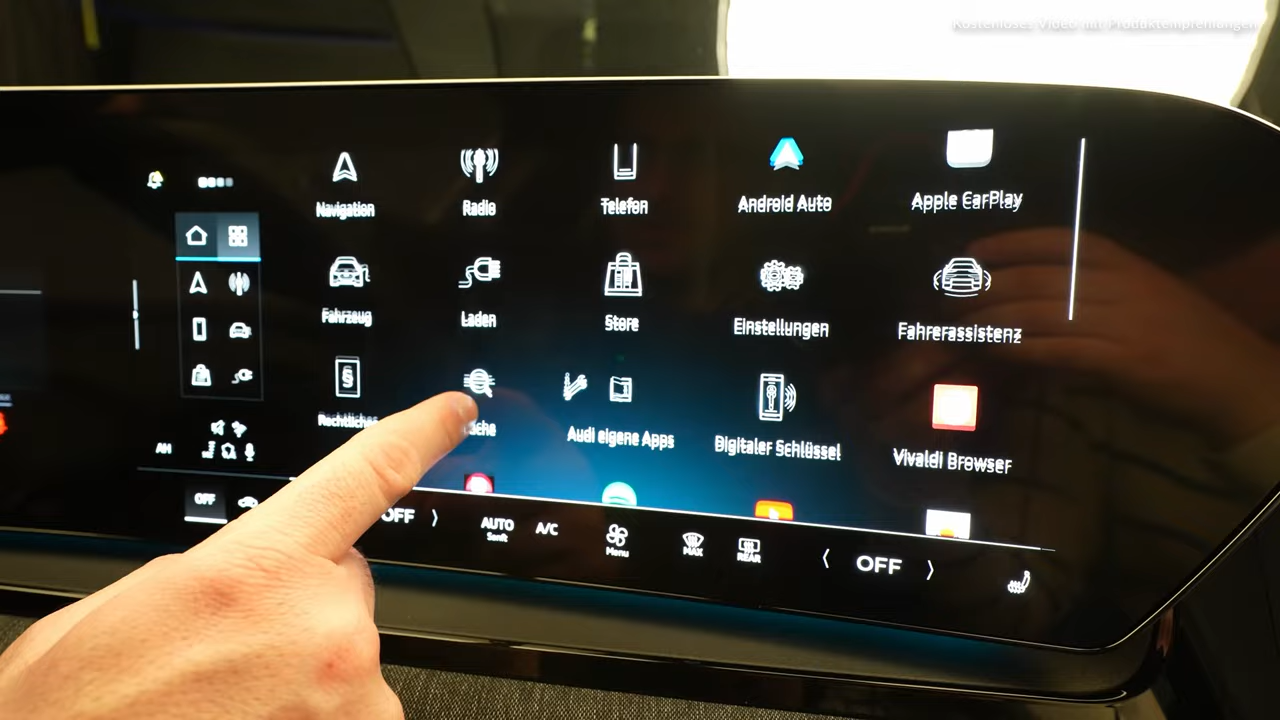 Kostenloses Video mit Produktempfehlungen
Navigation
Radio
Telefon
Android Auto
Apple CarPlay
Fahrzeug
Laden
Store
Einstellungen
Fahrerassistenz
Rechtliches
Audi eigene Apps
Digitaler Schlüssel
Vivaldi Browser
OFF
OFF
AUTO
Sanft
A/C
Menu
MAX
REAR
OFF